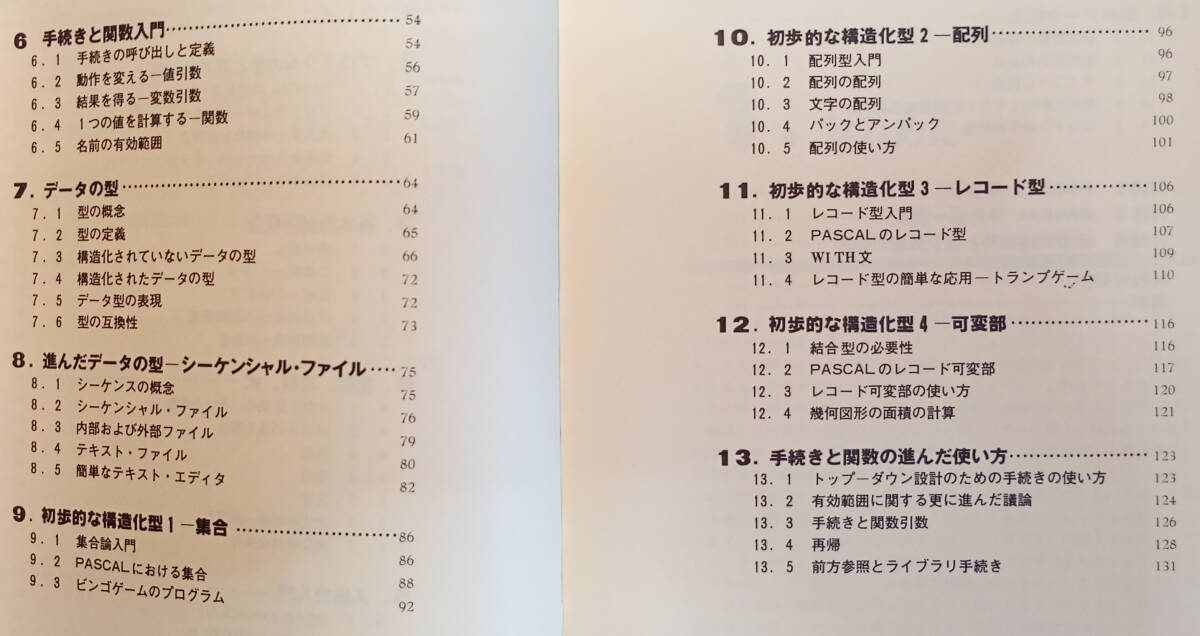 6 手続きと関数入門………………………… 54
6.1 手続きの呼び出しと定義 54
6.2 動作を変える—値引数 56
6.3 結果を得る—変数引数 57
6.4 1つの値を計算する—関数 59
6.5 名前の有効範囲 61
7. データの型………………………… 64
7.1 型の概念 64
7.2 型の定義 65
7.3 構造化されていないデータの型 66
7.4 構造化されたデータの型 72
7.5 データ型の表現 72
7.6 型の互換性 73
8. 進んだデータの型—シーケンシャル・ファイル…… 75
8.1 シーケンスの概念 75
8.2 シーケンシャル・ファイル 76
8.3 内部および外部ファイル 79
8.4 テキスト・ファイル 80
8.5 簡単なテキスト・エディタ 82
9. 初歩的な構造化型1—集合 ………………… 86
9.1 集合論入門 86
9.2 PASCALにおける集合 88
9.3 ビンゴゲームのプログラム 92
10. 初歩的な構造化型2—配列………………… 96
10.1 配列型入門 96
10.2 配列の配列 97
10.3 文字の配列 98
10.4 パックとアンパック 100
10.5 配列の使い方 101
11. 初歩的な構造化型3—レコード型…………… 106
11.1 レコード型入門 106
11.2 PASCALのレコード型 107
11.3 WITH文 109
11.4 レコード型の簡単な応用—トランプゲーム 110
12. 初歩的な構造化型4—可変部 ……………… 116
12.1 結合型の必要性 116
12.2 PASCALのレコード可変部 117
12.3 レコード可変部の使い方 120
12.4 幾何図形の面積の計算 121
13. 手続きと関数の進んだ使い方……………… 123
13.1 トップ—ダウン設計のための手続きの使い方 123
13.2 有効範囲に関する更に進んだ議論 124
13.3 手続きと関数引数 126
13.4 再帰 128
13.5 前方参照とライブラリ手続き 131